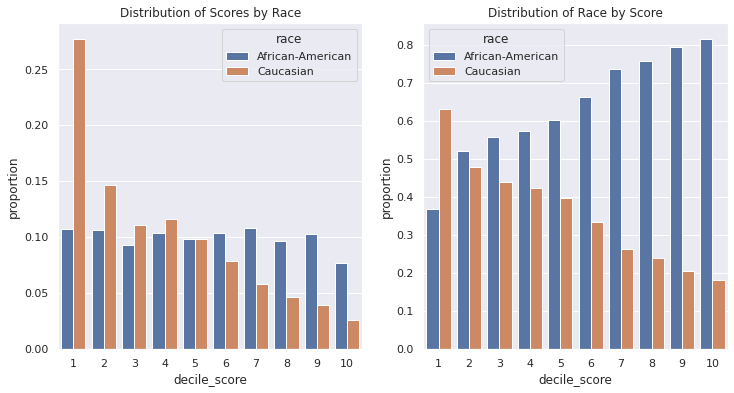 Distribution of Scores by Race
race
African-American
Caucasian
0.25
0.20
0.15
0.10
0.05
0.00
proportion
1 2 3 4 5 6 7 8 9 10
decile_score
Distribution of Race by Score
race
African-American
Caucasian
0.8
0.7
0.6
0.5
0.4
0.3
0.2
0.1
0.0
proportion
1 2 3 4 5 6 7 8 9 10
decile_score